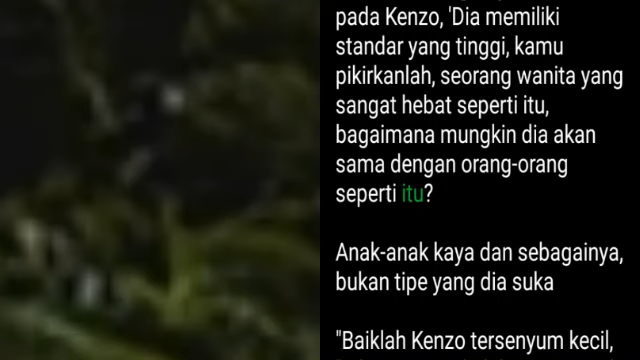 pada Kenzo, 'Dia memiliki
standar yang tinggi, kamu
pikirkanlah, seorang wanita yang
sangat hebat seperti itu,
bagaimana mungkin dia akan
sama dengan orang-orang
seperti itu?
Anak-anak kaya dan sebagainya,
bukan tipe yang dia suka
"Baiklah Kenzo tersenyum kecil,